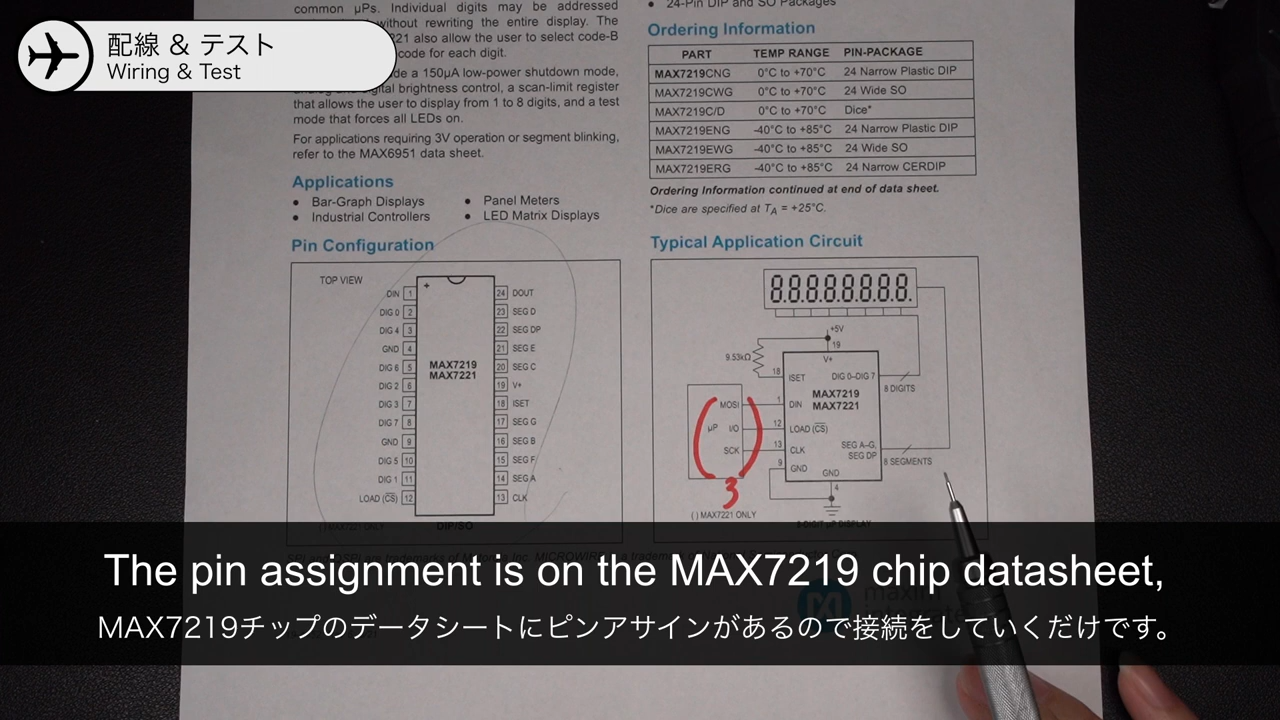 配線 & テスト
Wiring & Test
common µPs. Individual digits may be addressed
without rewriting the entire display. The
21 also allow the user to select code-B
code for each digit.
de a 150µA low-power shutdown mode,
digital brightness control, a scan-limit register
that allows the user to display from 1 to 8 digits, and a test
mode that forces all LEDs on.
For applications requiring 3V operation or segment blinking,
refer to the MAX6951 data sheet.
Applications
● Bar-Graph Displays
● Industrial Controllers
● Panel Meters
● LED Matrix Displays
Pin Configuration
TOP VIEW
+
DIN 1
DIG 0 2
DIG 4 3
GND 4
DIG 6 5
DIG 2 6
DIG 3 7
DIG 7 8
GND 9
DIG 5 10
DIG 1 11
LOAD (CS) 12
MAX7219
MAX7221
24 DOUT
23 SEG D
22 SEG DP
21 SEG E
20 SEG C
19 V+
18 ISET
17 SEG G
16 SEG B
15 SEG F
14 SEG A
13 CLK
( ) MAX7221 ONLY
DIP/SO
● 24-Pin DIP and SO Packages
Ordering Information
PART TEMP RANGE PIN-PACKAGE
MAX7219CNG 0°C to +70°C 24 Narrow Plastic DIP
MAX7219CWG 0°C to +70°C 24 Wide SO
MAX7219C/D 0°C to +70°C Dice*
MAX7219ENG -40°C to +85°C 24 Narrow Plastic DIP
MAX7219EWG -40°C to +85°C 24 Wide SO
MAX7219ERG -40°C to +85°C 24 Narrow CERDIP
Ordering Information continued at end of data sheet.
*Dice are specified at TA = +25°C.
Typical Application Circuit
8.8.8.8.8.8.8.8.
+5V
9.53kΩ
19
V+
18
ISET
DIG 0–DIG 7
8 DIGITS
MAX7219
MAX7221
MOSI
1
DIN
µP
I/O
12
LOAD (CS)
SCK
13
CLK
SEG A–G,
SEG DP
8 SEGMENTS
9
GND
GND
4
3
( ) MAX7221 ONLY
8-DIGIT µP DISPLAY
The pin assignment is on the MAX7219 chip datasheet,
MAX7219チップのデータシートにピンアサインがあるので接続をしていくだけです。